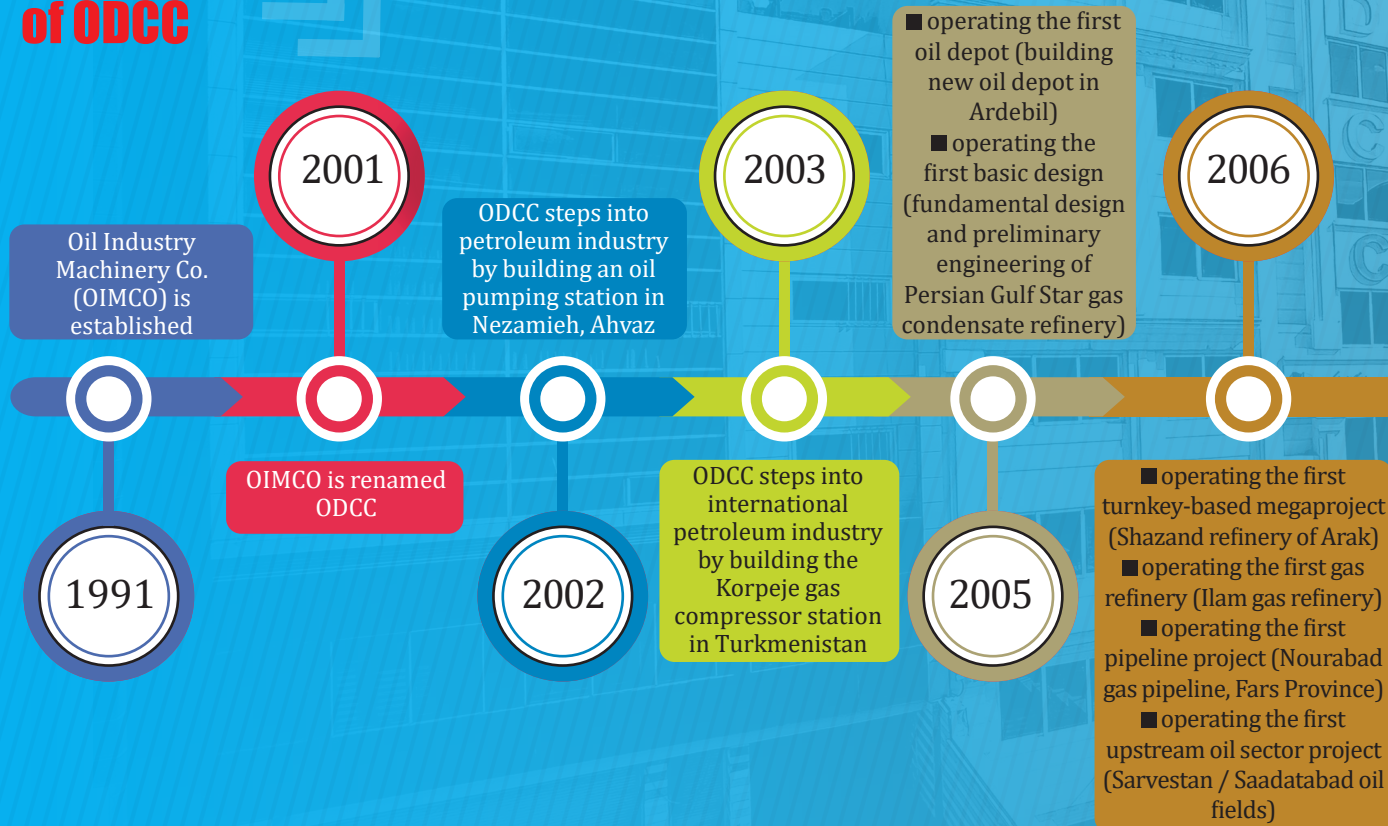 of ODCC
1991
Oil Industry
Machinery Co.
(OIMCO) is
established
2001
OIMCO is renamed
ODCC
2002
ODCC steps into
petroleum industry
by building an oil
pumping station in
Nezamieh, Ahvaz
2003
ODCC steps into
international
petroleum industry
by building the
Korpeje gas
compressor station
in Turkmenistan
2005
■ operating the first
oil depot (building
new oil depot in
Ardebil)
■ operating the
first basic design
(fundamental design
and preliminary
engineering of
Persian Gulf Star gas
condensate refinery)
2006
■ operating the first
turnkey-based megaproject
(Shazand refinery of Arak)
■ operating the first gas
refinery (Ilam gas refinery)
■ operating the first
pipeline project (Nourabad
gas pipeline, Fars Province)
■ operating the first
upstream oil sector project
(Sarvestan / Saadatabad oil
fields)